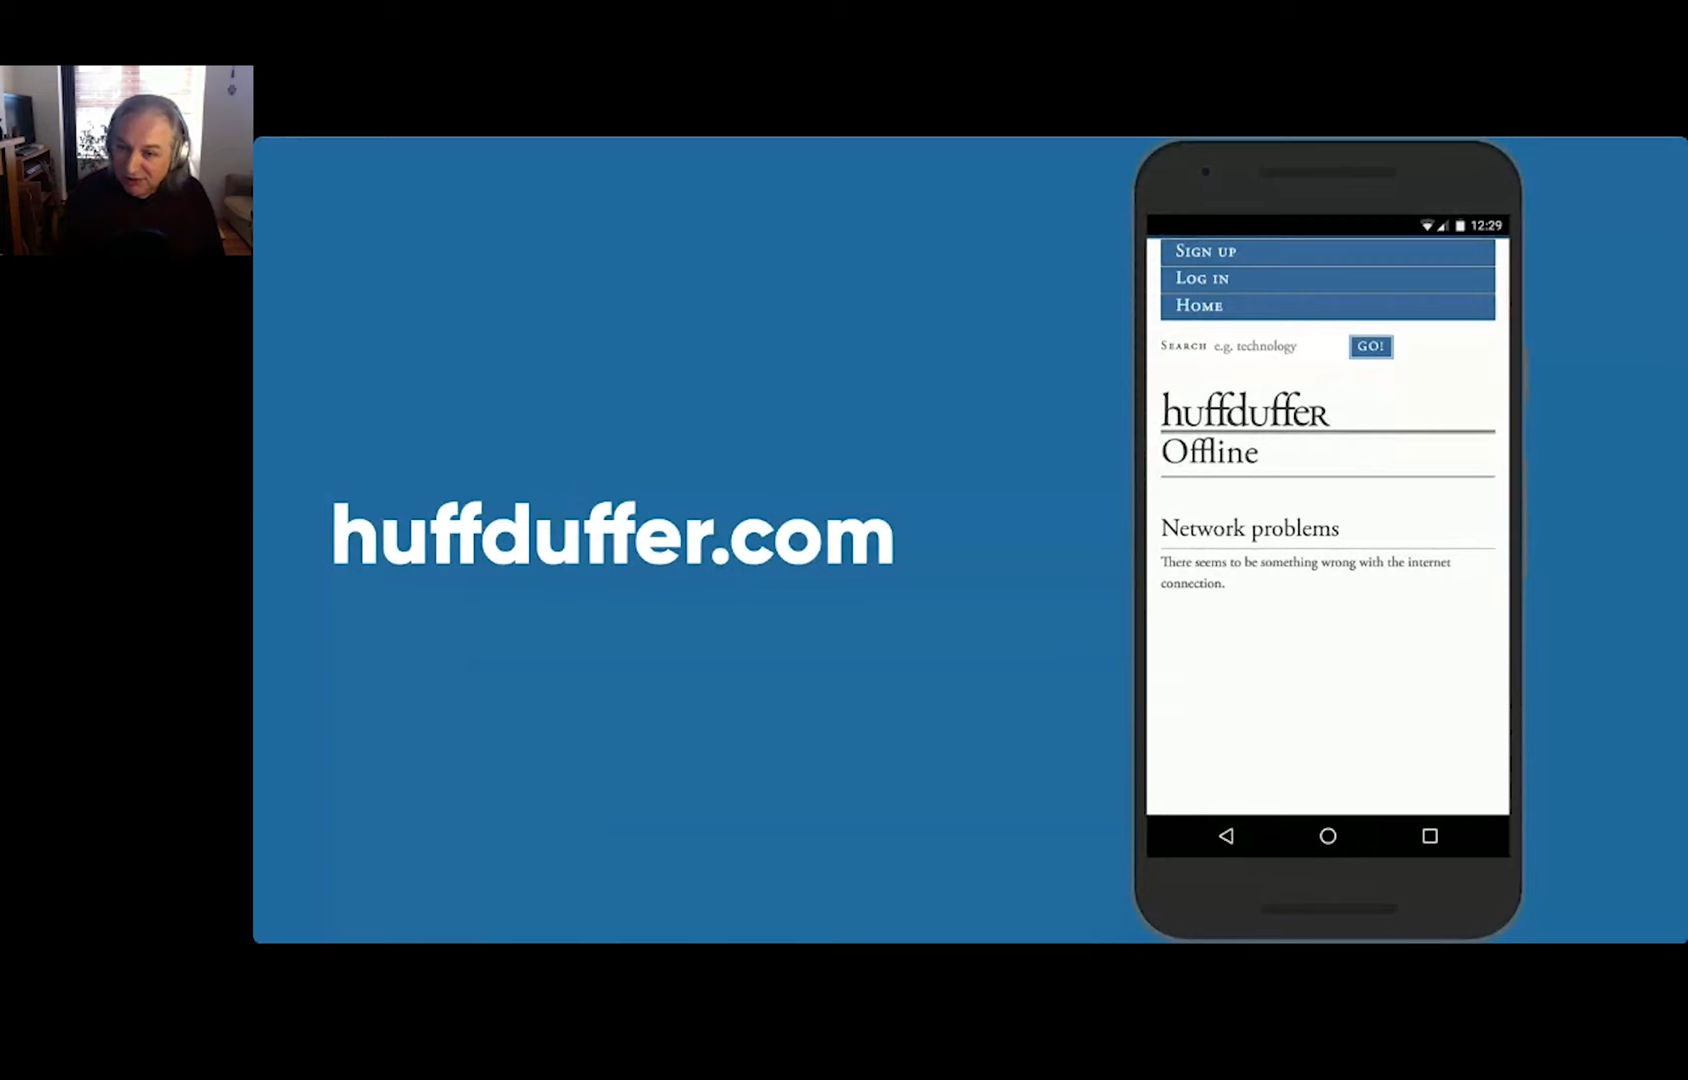 huffduffer.com
12:29
Sign up
Log in
Home
Search e.g. technology GO!
huffduffer
Offline
Network problems
There seems to be something wrong with the internet
connection.